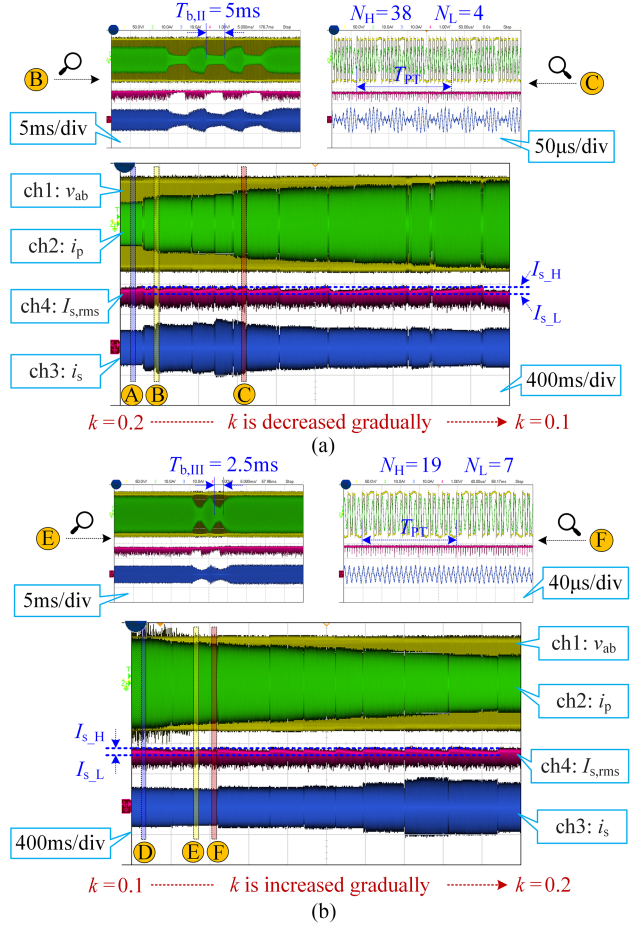 T_b,II = 5ms
N_H = 38 N_L = 4
B
T_PT
C
5ms/div
50μs/div
ch1: v_ab
ch2: i_p
ch4: I_s,rms
ch3: i_s
I_s_H
I_s_L
400ms/div
A B C
k = 0.2 k is decreased gradually k = 0.1
(a)
T_b,III = 2.5ms
N_H = 19 N_L = 7
E
T_PT
F
5ms/div
40μs/div
ch1: v_ab
ch2: i_p
I_s_H
I_s_L
ch4: I_s,rms
ch3: i_s
400ms/div
D E F
k = 0.1 k is increased gradually k = 0.2
(b)